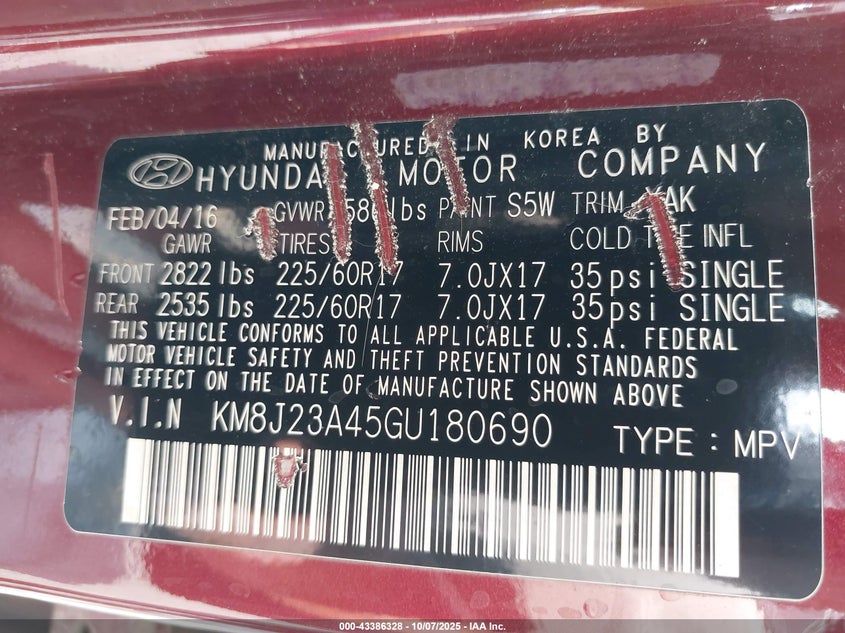 MANUFACTURED IN KOREA BY
HYUNDAI MOTOR COMPANY
FEB/04/16 GVWR lbs PAINT S5W TRIM
GAWR TIRES RIMS COLD TIRE INFL
FRONT 2822 lbs 225/60R17 7.0JX17 35psi SINGLE
REAR 2535 lbs 225/60R17 7.0JX17 35psi SINGLE
THIS VEHICLE CONFORMS TO ALL APPLICABLE U.S.A. FEDERAL
MOTOR VEHICLE SAFETY AND THEFT PREVENTION STANDARDS
IN EFFECT ON THE DATE OF MANUFACTURE SHOWN ABOVE
V.I.N KM8J23A45GU180690 TYPE : MPV
000-43386328 - 10/07/2025 - IAA Inc.